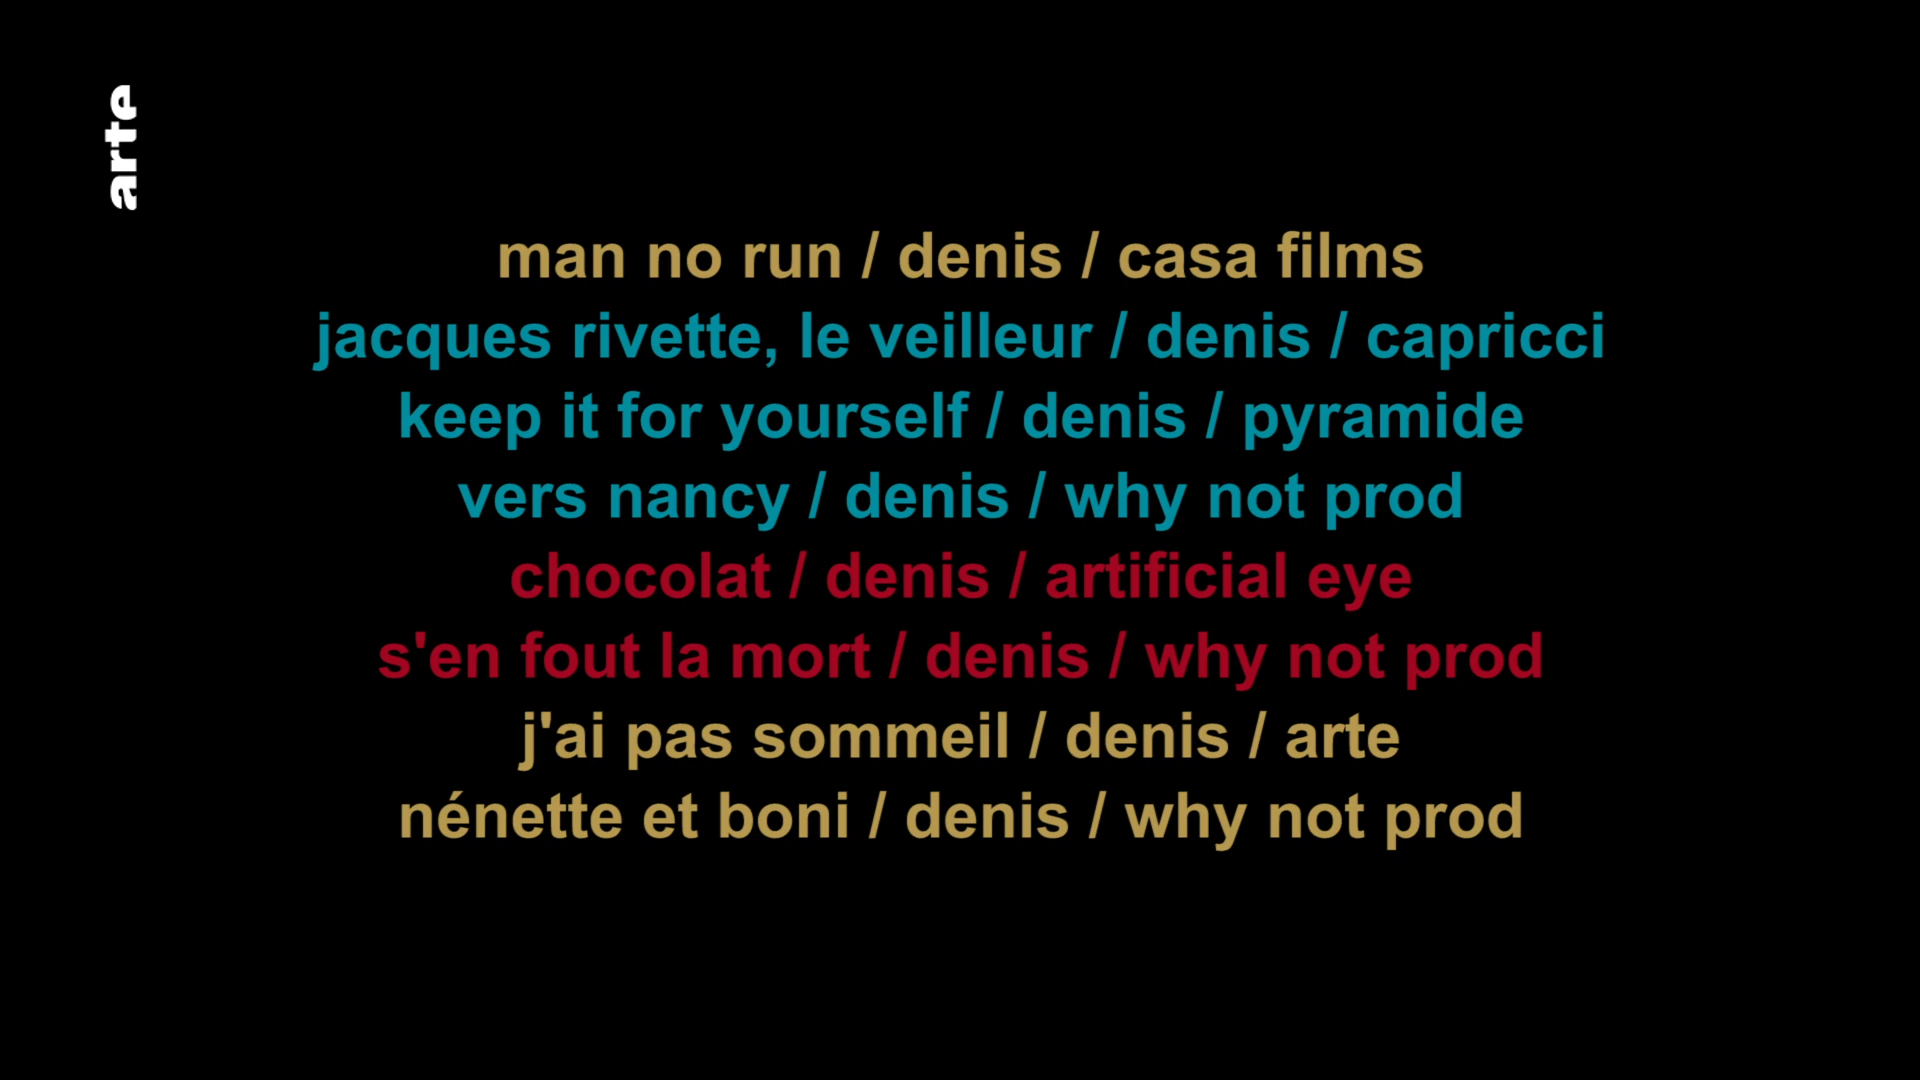 arte
man no run / denis / casa films
jacques rivette, le veilleur / denis / capricci
keep it for yourself / denis / pyramide
vers nancy / denis / why not prod
chocolat / denis / artificial eye
s'en fout la mort / denis / why not prod
j'ai pas sommeil / denis / arte
nénette et boni / denis / why not prod